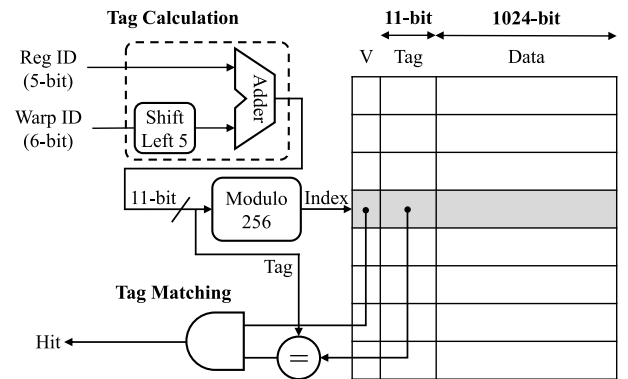 Tag Calculation
11-bit
1024-bit
V
Tag
Data
Reg ID
(5-bit)
Warp ID
(6-bit)
Shift
Left 5
Adder
11-bit
Modulo
256
Index
Tag
Tag Matching
Hit
=